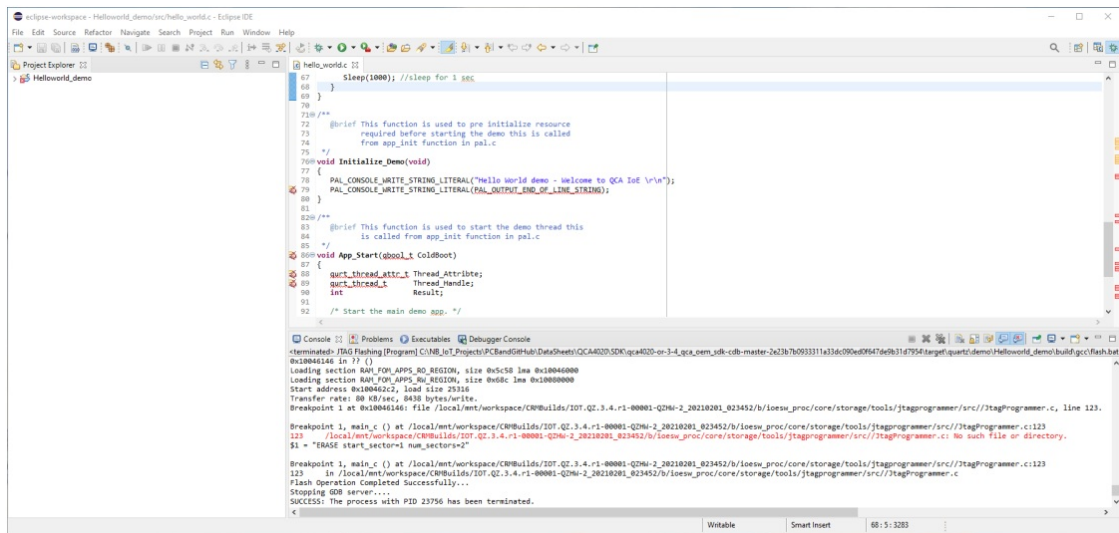 eclipse-workspace - Helloworld_demo/src/hello_world.c - Eclipse IDE
File Edit Source Refactor Navigate Search Project Run Window Help
Project Explorer
Helloworld_demo
hello_world.c
67 Sleep(1000); //sleep for 1 sec
68 }
69 }
70
71 /**
72 @brief This function is used to pre initialize resource
73 required before starting the demo this is called
74 from app_init function in pal.c
75 */
76 void Initialize_Demo(void)
77 {
78 PAL_CONSOLE_WRITE_STRING_LITERAL("Hello World demo - Welcome to QCA IoE \r\n");
79 PAL_CONSOLE_WRITE_STRING_LITERAL(PAL_OUTPUT_END_OF_LINE_STRING);
80 }
81
82 /**
83 @brief This function is used to start the demo thread this
84 is called from app_init function in pal.c
85 */
86 void App_Start(qbool_t ColdBoot)
87 {
88 qurt_thread_attr_t Thread_Attribte;
89 qurt_thread_t Thread_Handle;
90 int Result;
91
92 /* Start the main demo app. */
Console Problems Executables Debugger Console
<terminated> JTAG Flashing [Program] C:\NB_IoT_Projects\PCBandGitHub\DataSheets\QCA4020\SDK\qca4020-or-3-4_qca_oem_sdk-cdb-master-2e23b7b0933311a33dc090ed0f647de9b31d7954\target\quartz\demo\Helloworld_demo\build\gcc\flash.bat
0x10046146 in ?? ()
Loading section RAM_FOM_APPS_RO_REGION, size 0x5c58 lma 0x10046000
Loading section RAM_FOM_APPS_RW_REGION, size 0x68c lma 0x10080000
Start address 0x100462c2, load size 25316
Transfer rate: 80 KB/sec, 8438 bytes/write.
Breakpoint 1 at 0x10046146: file /local/mnt/workspace/CRMBuilds/IOT.QZ.3.4.r1-00001-QZHW-2_20210201_023452/b/ioesw_proc/core/storage/tools/jtagprogrammer/src//JtagProgrammer.c, line 123.
Breakpoint 1, main_c () at /local/mnt/workspace/CRMBuilds/IOT.QZ.3.4.r1-00001-QZHW-2_20210201_023452/b/ioesw_proc/core/storage/tools/jtagprogrammer/src//JtagProgrammer.c:123
123 /local/mnt/workspace/CRMBuilds/IOT.QZ.3.4.r1-00001-QZHW-2_20210201_023452/b/ioesw_proc/core/storage/tools/jtagprogrammer/src//JtagProgrammer.c: No such file or directory.
$1 = "ERASE start_sector=1 num_sectors=2"
Breakpoint 1, main_c () at /local/mnt/workspace/CRMBuilds/IOT.QZ.3.4.r1-00001-QZHW-2_20210201_023452/b/ioesw_proc/core/storage/tools/jtagprogrammer/src//JtagProgrammer.c:123
123 in /local/mnt/workspace/CRMBuilds/IOT.QZ.3.4.r1-00001-QZHW-2_20210201_023452/b/ioesw_proc/core/storage/tools/jtagprogrammer/src//JtagProgrammer.c
Flash Operation Completed Successfully...
Stopping GDB server....
SUCCESS: The process with PID 23756 has been terminated.
Writable Smart Insert 68 : 5 : 3283